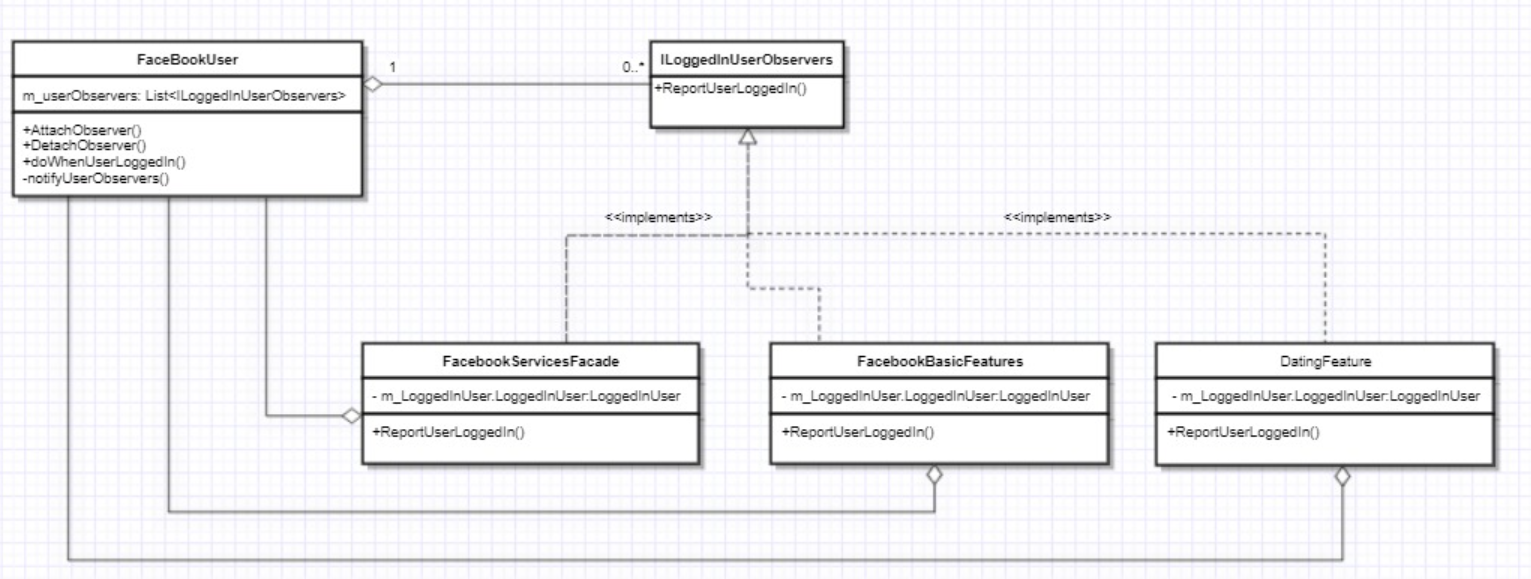 FaceBookUser
m_userObservers: List<ILoggedInUserObservers>
+AttachObserver()
+DetachObserver()
+doWhenUserLoggedIn()
-notifyUserObservers()
1
0..*
ILoggedInUserObservers
+ReportUserLoggedIn()
<<implements>>
<<implements>>
FacebookServicesFacade
- m_LoggedInUser.LoggedInUser:LoggedInUser
+ReportUserLoggedIn()
FacebookBasicFeatures
- m_LoggedInUser.LoggedInUser:LoggedInUser
+ReportUserLoggedIn()
DatingFeature
- m_LoggedInUser.LoggedInUser:LoggedInUser
+ReportUserLoggedIn()